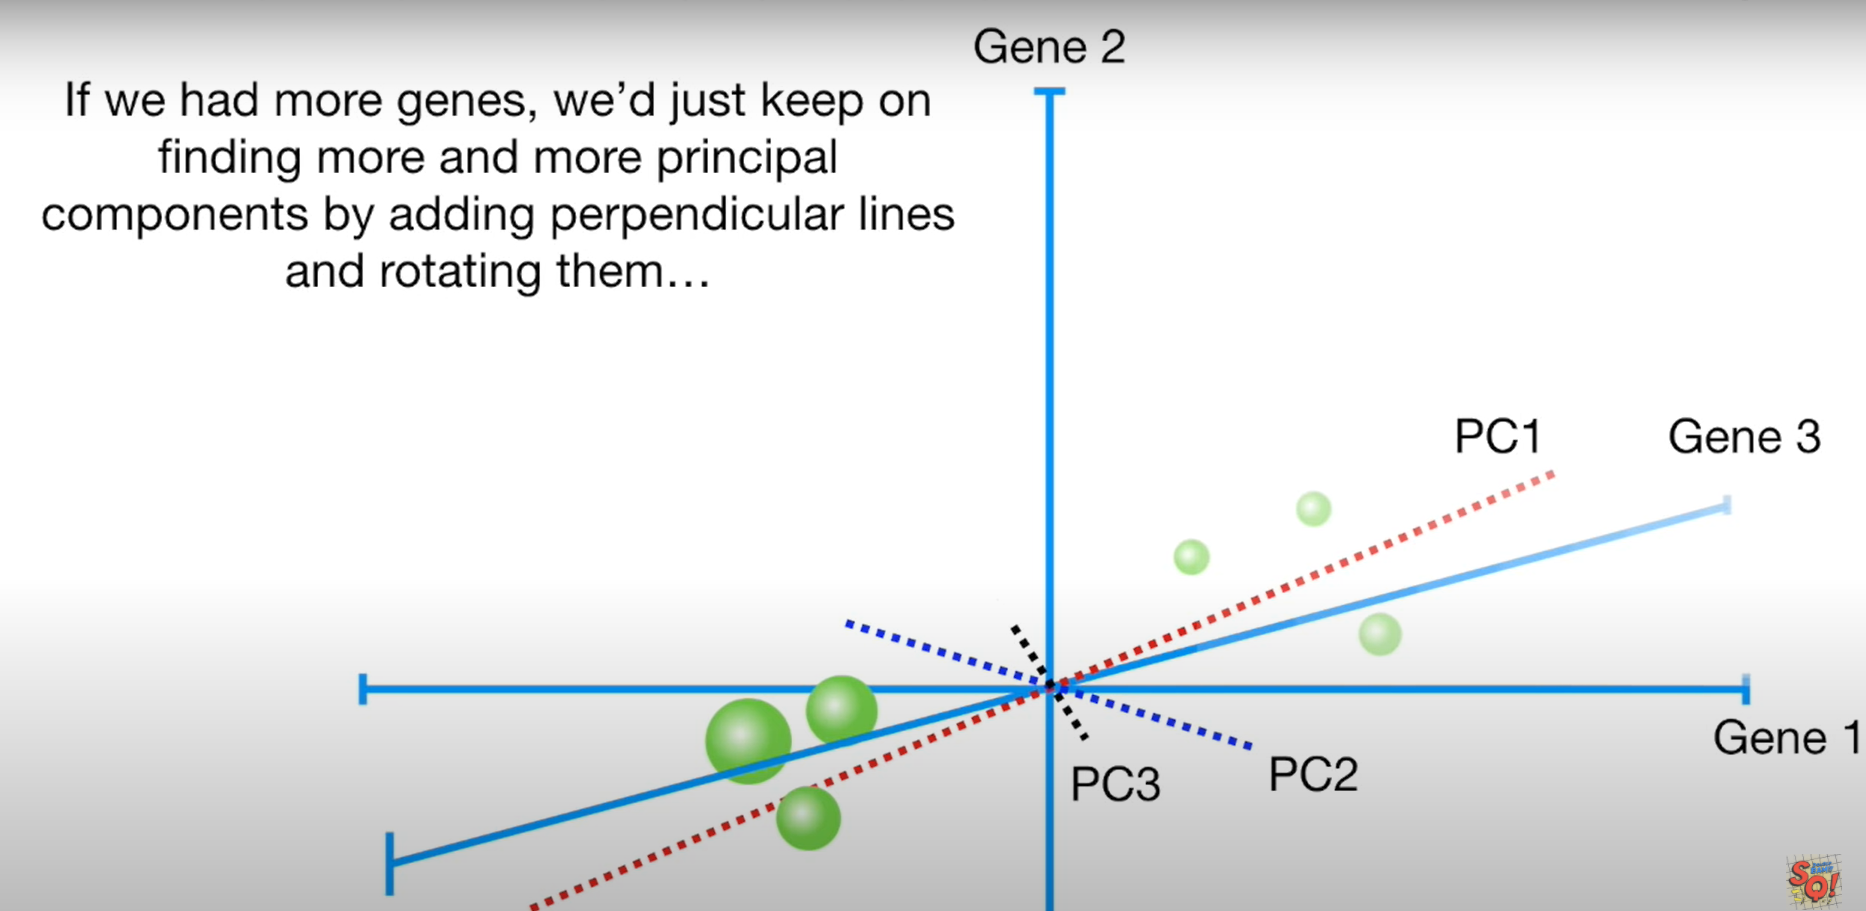 Gene 2
If we had more genes, we’d just keep on
finding more and more principal
components by adding perpendicular lines
and rotating them…
PC1
Gene 3
Gene 1
PC3
PC2
SQ!